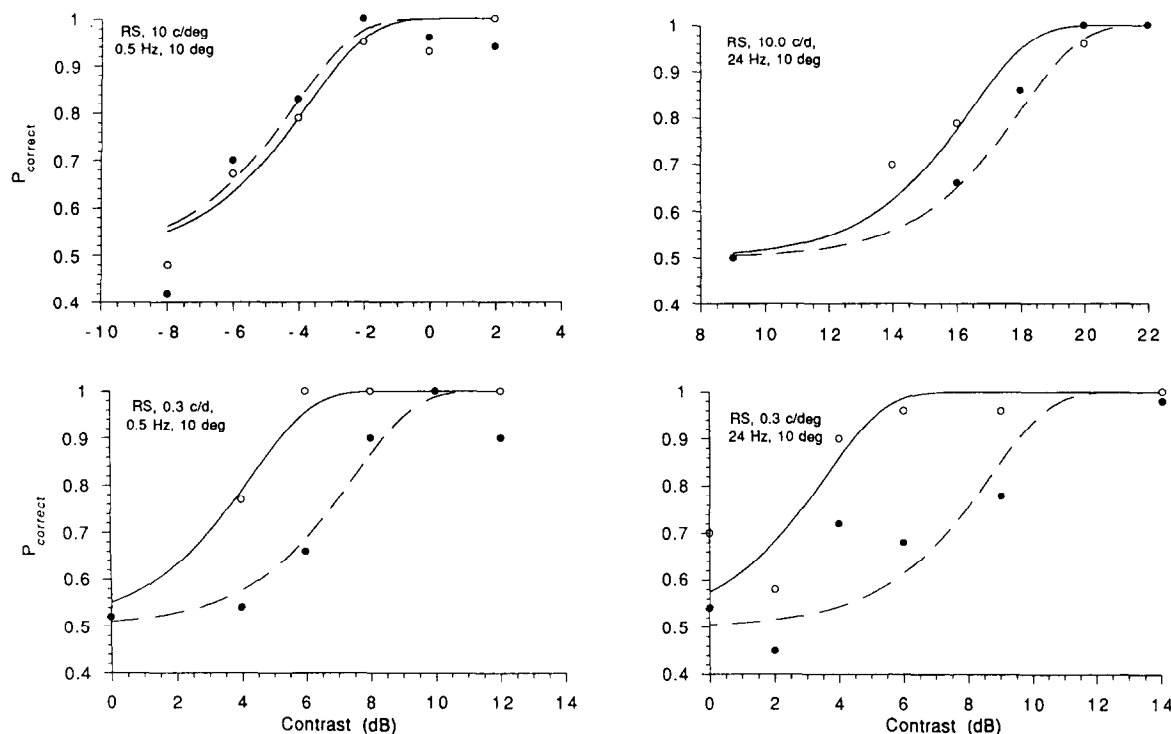 RS, 10 c/deg
0.5 Hz, 10 deg
P correct
1
0.9
0.8
0.7
0.6
0.5
0.4
-10 -8 -6 -4 -2 0 2 4
RS, 10.0 c/d,
24 Hz, 10 deg
1
0.9
0.8
0.7
0.6
0.5
0.4
8 10 12 14 16 18 20 22
RS, 0.3 c/d,
0.5 Hz, 10 deg
P correct
1
0.9
0.8
0.7
0.6
0.5
0.4
0 2 4 6 8 10 12 14
Contrast (dB)
RS, 0.3 c/deg
24 Hz, 10 deg
1
0.9
0.8
0.7
0.6
0.5
0.4
0 2 4 6 8 10 12 14
Contrast (dB)